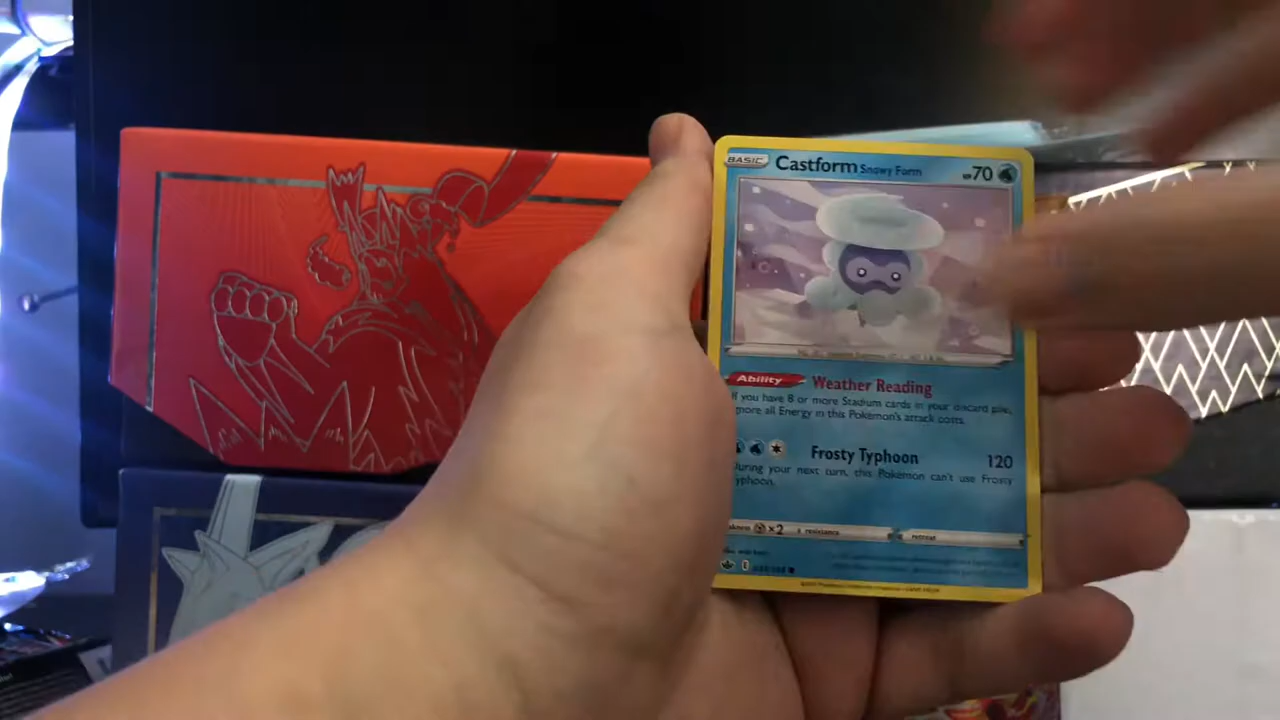 BASIC Castform Snowy Form HP 70
Ability Weather Reading
If you have 8 or more Stadium cards in your discard pile,
ignore all Energy in this Pokémon's attack costs.
Frosty Typhoon 120
During your next turn, this Pokémon can't use Frosty
Typhoon.
×2 resistance retreat
E